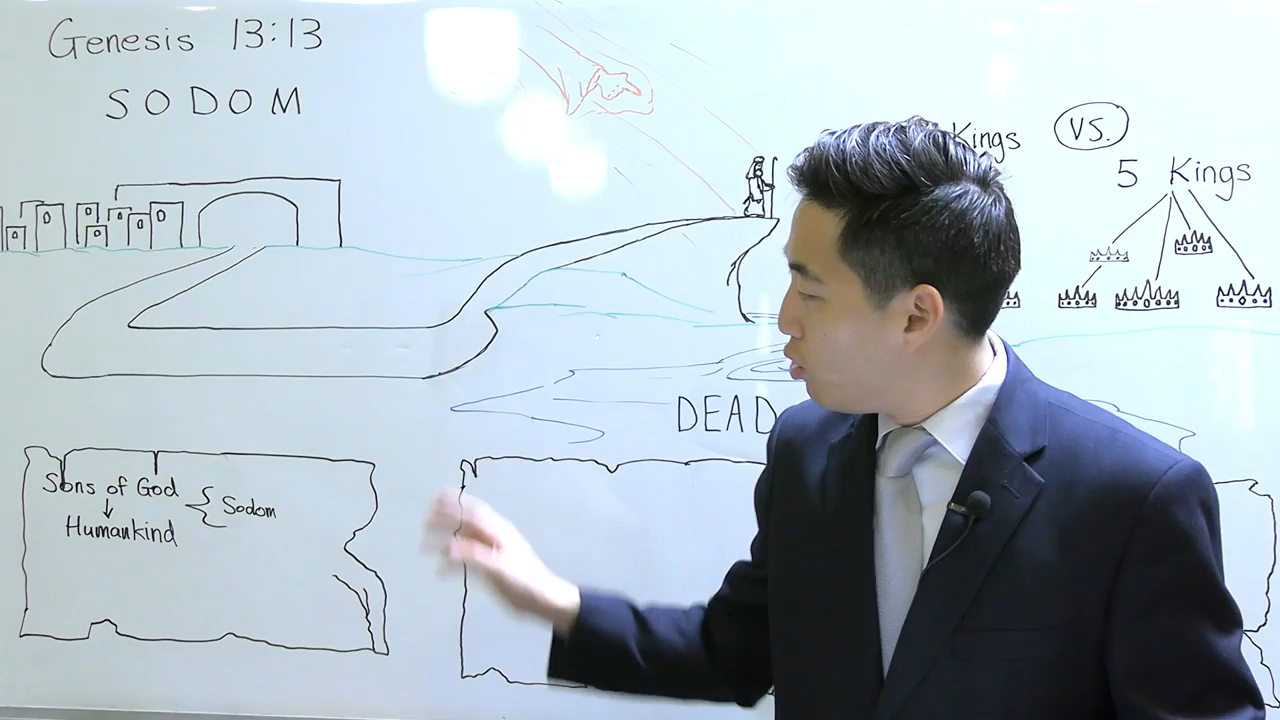 Genesis 13:13
SODOM
Kings
VS.
5 Kings
DEAD
Sons of God
Sodom
Humankind